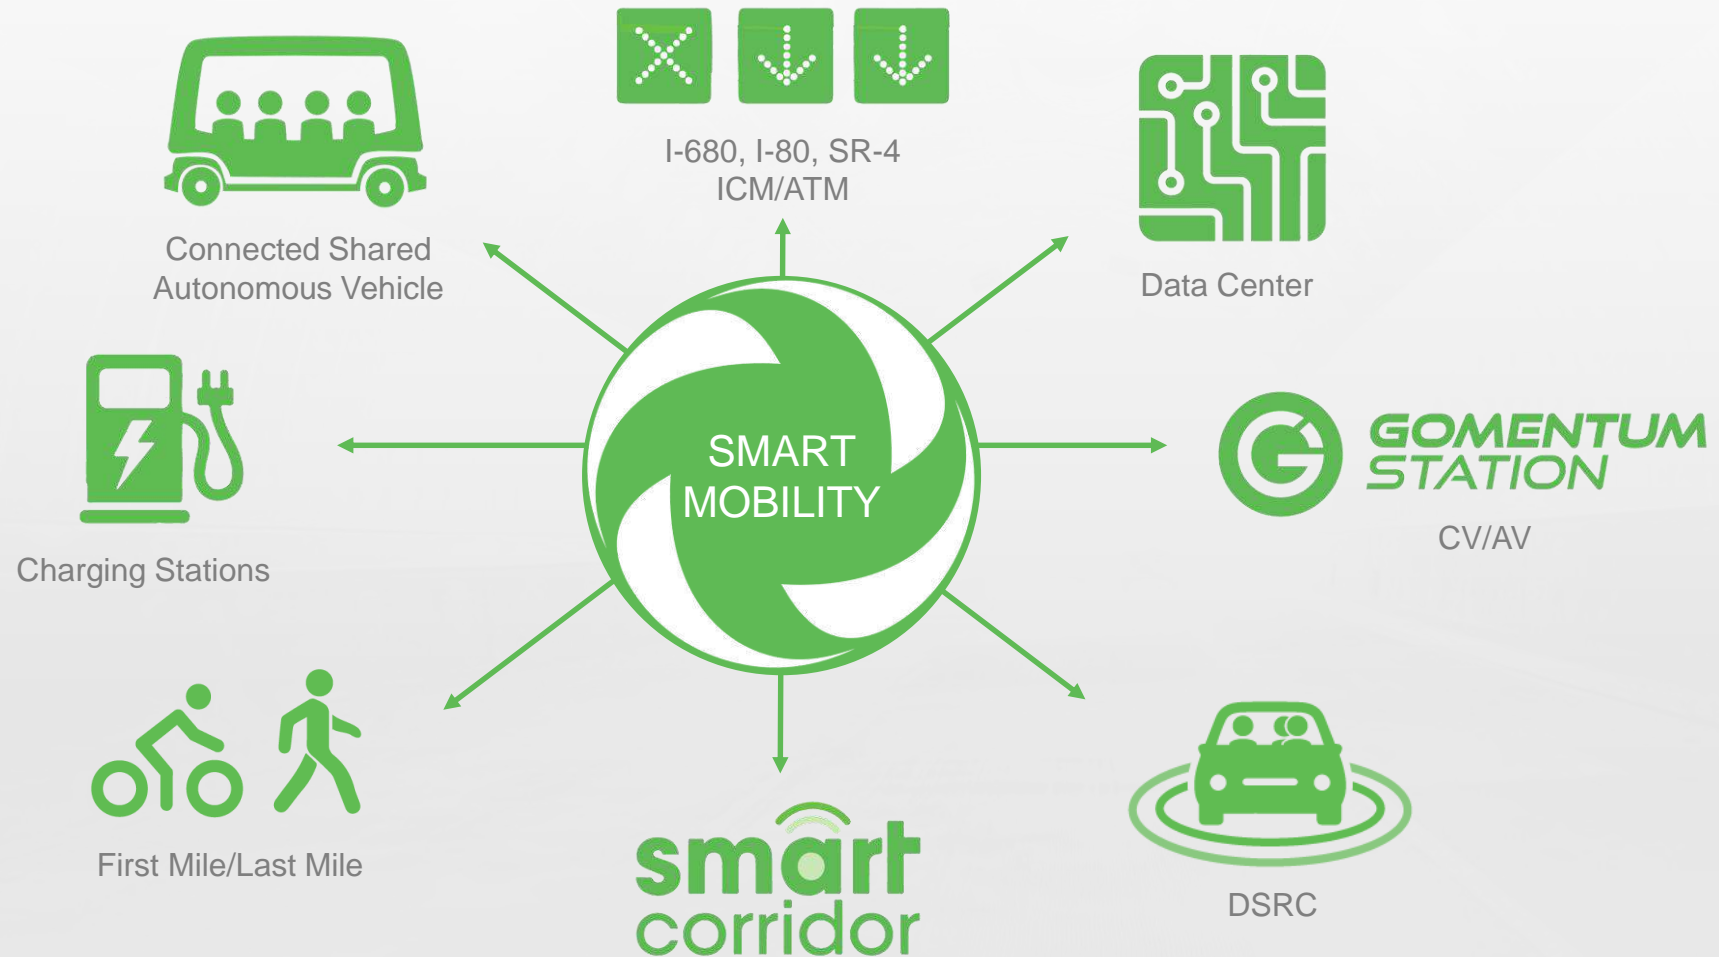 I-680, I-80, SR-4
ICM/ATM
Connected Shared
Autonomous Vehicle
Data Center
SMART
MOBILITY
GOMENTUM
STATION
CV/AV
Charging Stations
First Mile/Last Mile
smart
corridor
DSRC